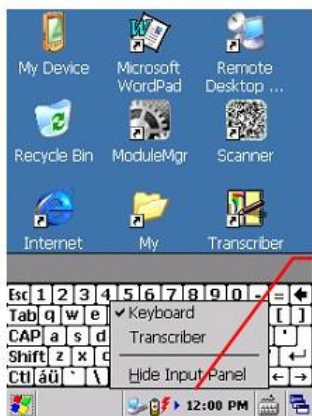 My Device Microsoft WordPad Remote Desktop ...
Recycle Bin ModuleMgr Scanner
Internet My Transcriber
Esc 1 2 3 4 5 6 7 8 9 0 - = 
Tab q w e [ ]
CAP a s d '
Shift z x c
Ctl áü ` \
Keyboard
Transcriber
Hide Input Panel
12:00 PM